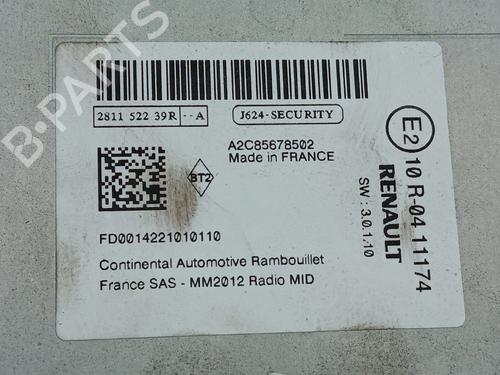 2811 522 39R --A
J624-SECURITY
A2C85678502
Made in FRANCE
BT2
FD0014221010110
Continental Automotive Rambouillet
France SAS - MM2012 Radio MID
E2 10 R-04 11174
RENAULT
SW : 3.0.1.10
B-PARTS